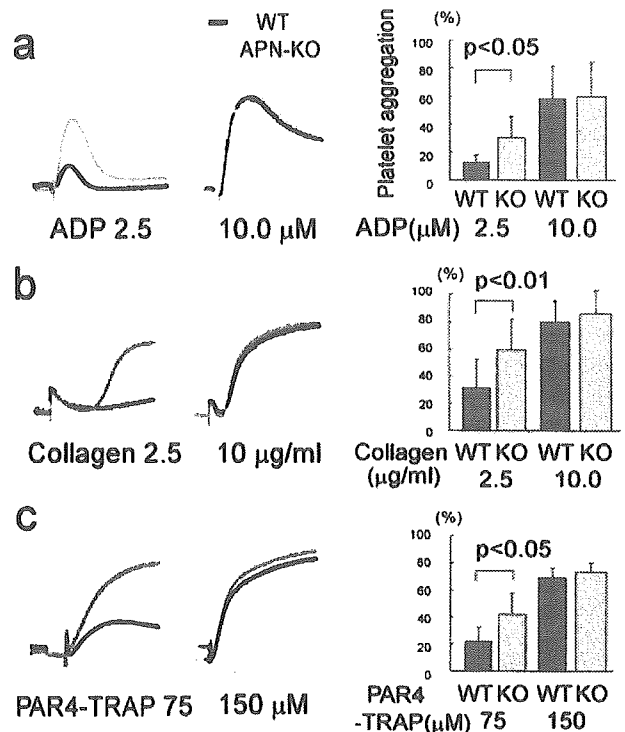 a
WT
APN-KO
ADP 2.5
10.0 μM
(%)
Platelet aggregation
100
80
60
40
20
0
p<0.05
WT KO WT KO
ADP(μM) 2.5 10.0
b
Collagen 2.5
10 μg/ml
(%)
100
80
60
40
20
0
p<0.01
Collagen WT KO WT KO
(μg/ml) 2.5 10.0
c
PAR4-TRAP 75
150 μM
(%)
100
80
60
40
20
0
p<0.05
PAR4 WT KO WT KO
-TRAP(μM) 75 150